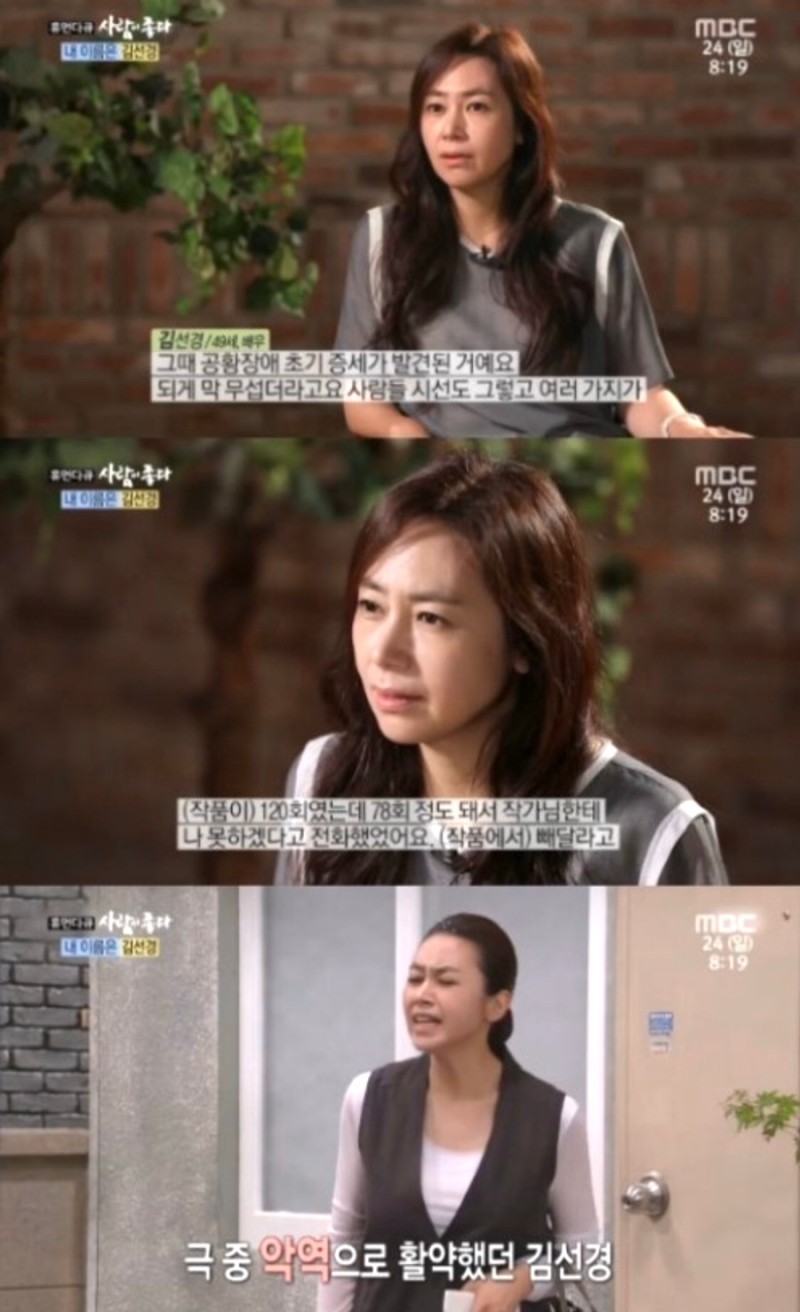 휴먼다큐 사람이 좋다
내 이름은 김선경
MBC
24 (일)
8:19
김선경 / 49세, 배우
그때 공황장애 초기 증세가 발견된 거예요
되게 막 무섭더라고요 사람들 시선도 그렇고 여러 가지가
휴먼다큐 사람이 좋다
내 이름은 김선경
MBC
24 (일)
8:19
(작품이) 120회였는데 78회 정도 돼서 작가님한테
나 못하겠다고 전화했었어요. (작품에서) 빼달라고
휴먼다큐 사람이 좋다
내 이름은 김선경
MBC
24 (일)
8:19
극 중 악역으로 활약했던 김선경